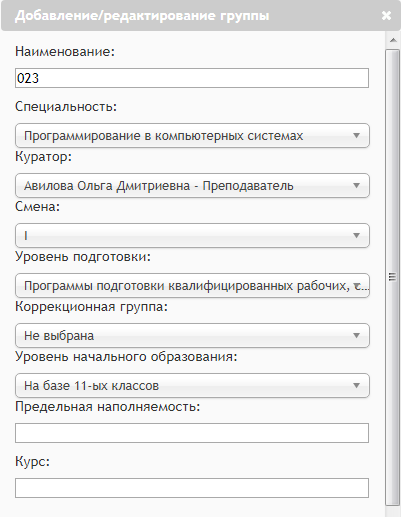 Добавление/редактирование группы
Наименование:
023
Специальность:
Программирование в компьютерных системах
Куратор:
Авилова Ольга Дмитриевна - Преподаватель
Смена:
I
Уровень подготовки:
Программы подготовки квалифицированных рабочих, с...
Коррекционная группа:
Не выбрана
Уровень начального образования:
На базе 11-ых классов
Предельная наполняемость:
Курс: